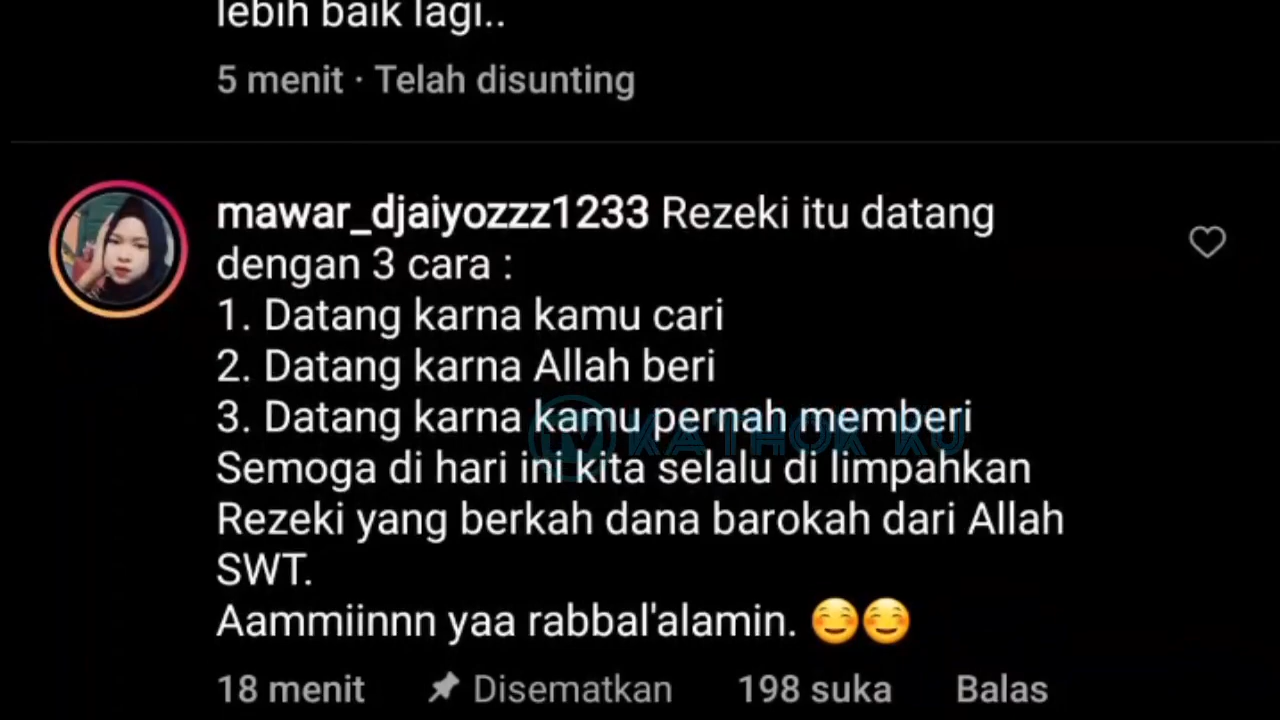 lebih baik lagi..
5 menit · Telah disunting
mawar_djaiyozzz1233 Rezeki itu datang
dengan 3 cara :
1. Datang karna kamu cari
2. Datang karna Allah beri
3. Datang karna kamu pernah memberi
KATHOK KU
Semoga di hari ini kita selalu di limpahkan
Rezeki yang berkah dana barokah dari Allah
SWT.
Aammiinnn yaa rabbal'alamin. 😊😊
18 menit Disematkan 198 suka Balas